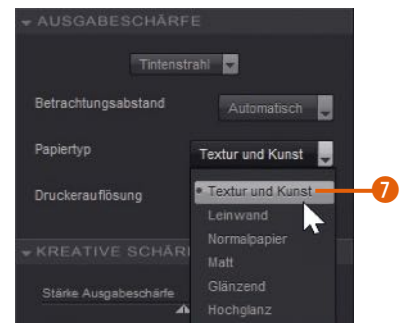 AUSGABESCHÄRFE
Tintenstrahl
Betrachtungsabstand Automatisch
Papiertyp Textur und Kunst
Druckerauflösung
Textur und Kunst 7
Leinwand
Normalpapier
KREATIVE SCHÄR
Matt
Glänzend
Stärke Ausgabeschärfe
Hochglanz